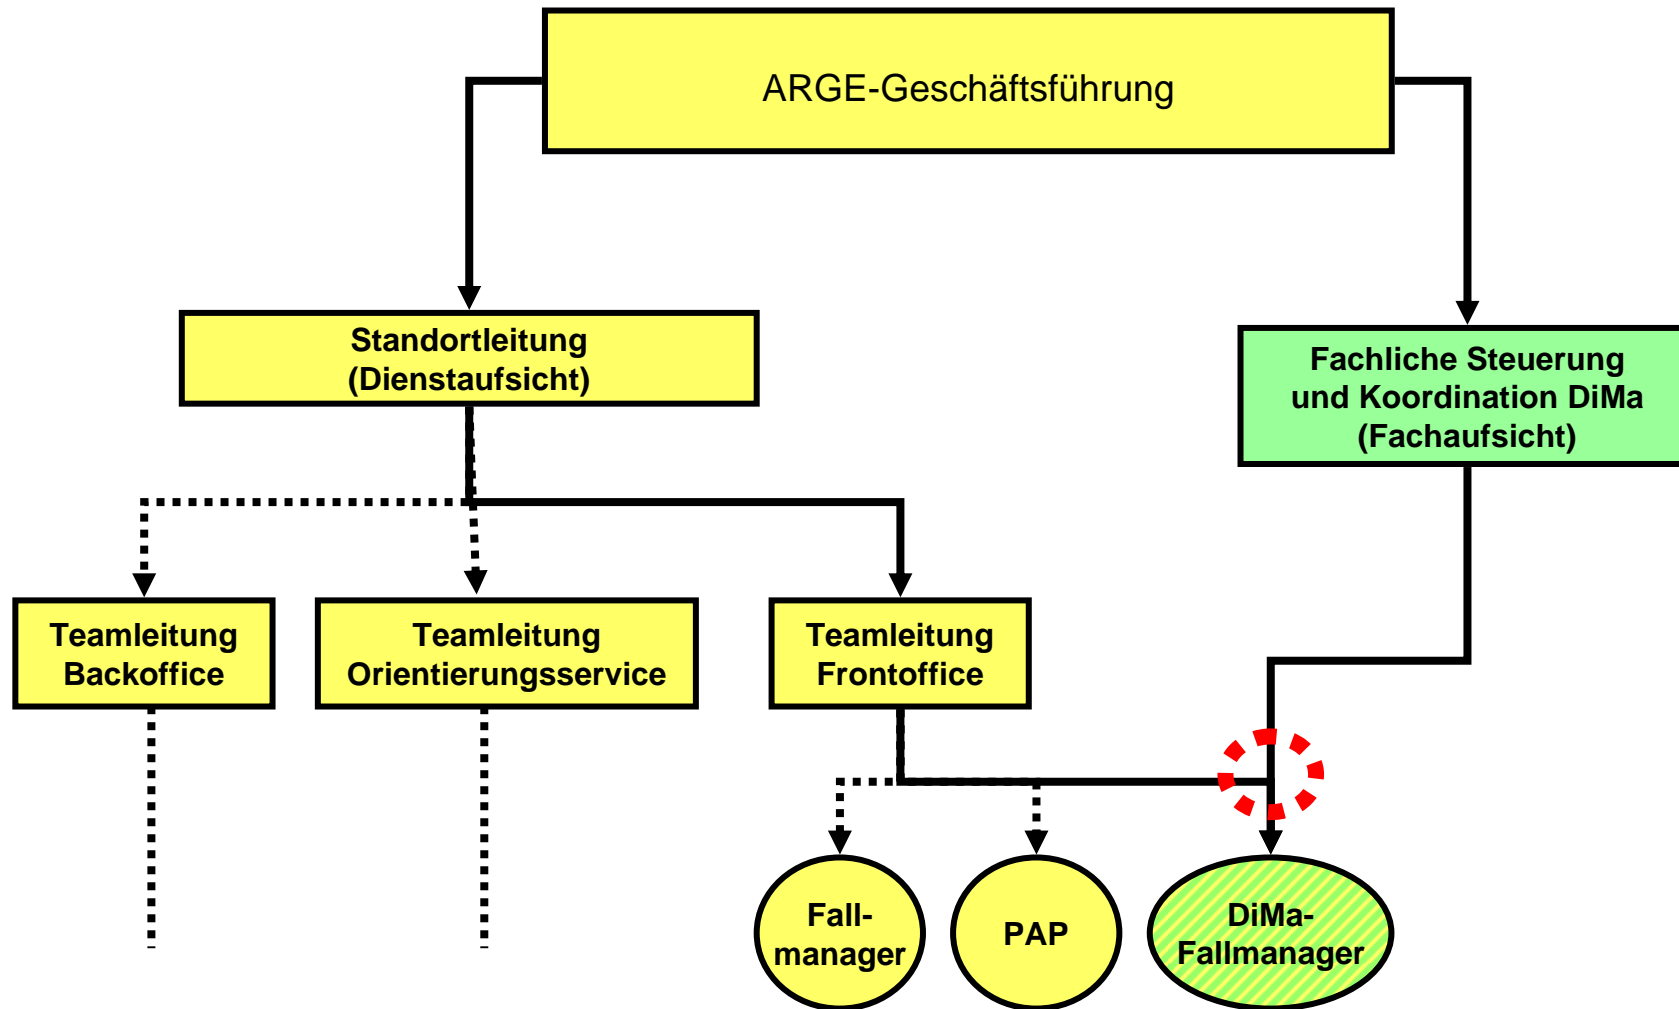 ARGE-Geschäftsführung
Standortleitung
(Dienstaufsicht)
Fachliche Steuerung
und Koordination DiMa
(Fachaufsicht)
Teamleitung
Backoffice
Teamleitung
Orientierungsservice
Teamleitung
Frontoffice
Fall-
manager
PAP
DiMa-
Fallmanager